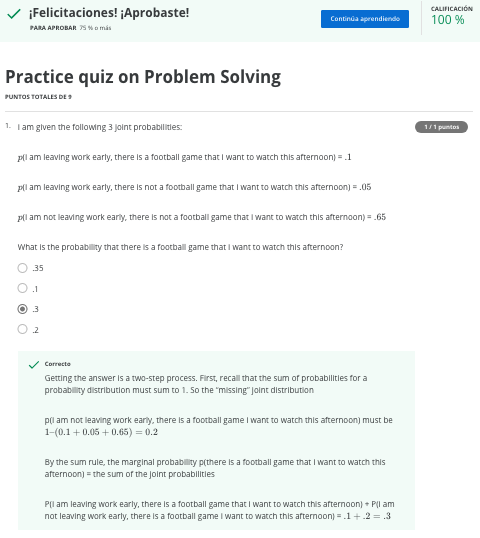 ¡Felicitaciones! ¡Aprobaste!
PARA APROBAR 75 % o más
Continúa aprendiendo
CALIFICACIÓN
100 %
Practice quiz on Problem Solving
PUNTOS TOTALES DE 9
1. I am given the following 3 joint probabilities:
1 / 1 puntos
p(I am leaving work early, there is a football game that I want to watch this afternoon) = .1
p(I am leaving work early, there is not a football game that I want to watch this afternoon) = .05
p(I am not leaving work early, there is not a football game that I want to watch this afternoon) = .65
What is the probability that there is a football game that I want to watch this afternoon?
.35
.1
.3
.2
Correcto
Getting the answer is a two-step process. First, recall that the sum of probabilities for a
probability distribution must sum to 1. So the “missing” joint distribution
p(I am not leaving work early, there is a football game I want to watch this afternoon) must be
1–(0.1 + 0.05 + 0.65) = 0.2
By the sum rule, the marginal probability p(there is a football game that I want to watch this
afternoon) = the sum of the joint probabilities
P(I am leaving work early, there is a football game that I want to watch this afternoon) + P(I am
not leaving work early, there is a football game I want to watch this afternoon) = .1 + .2 = .3